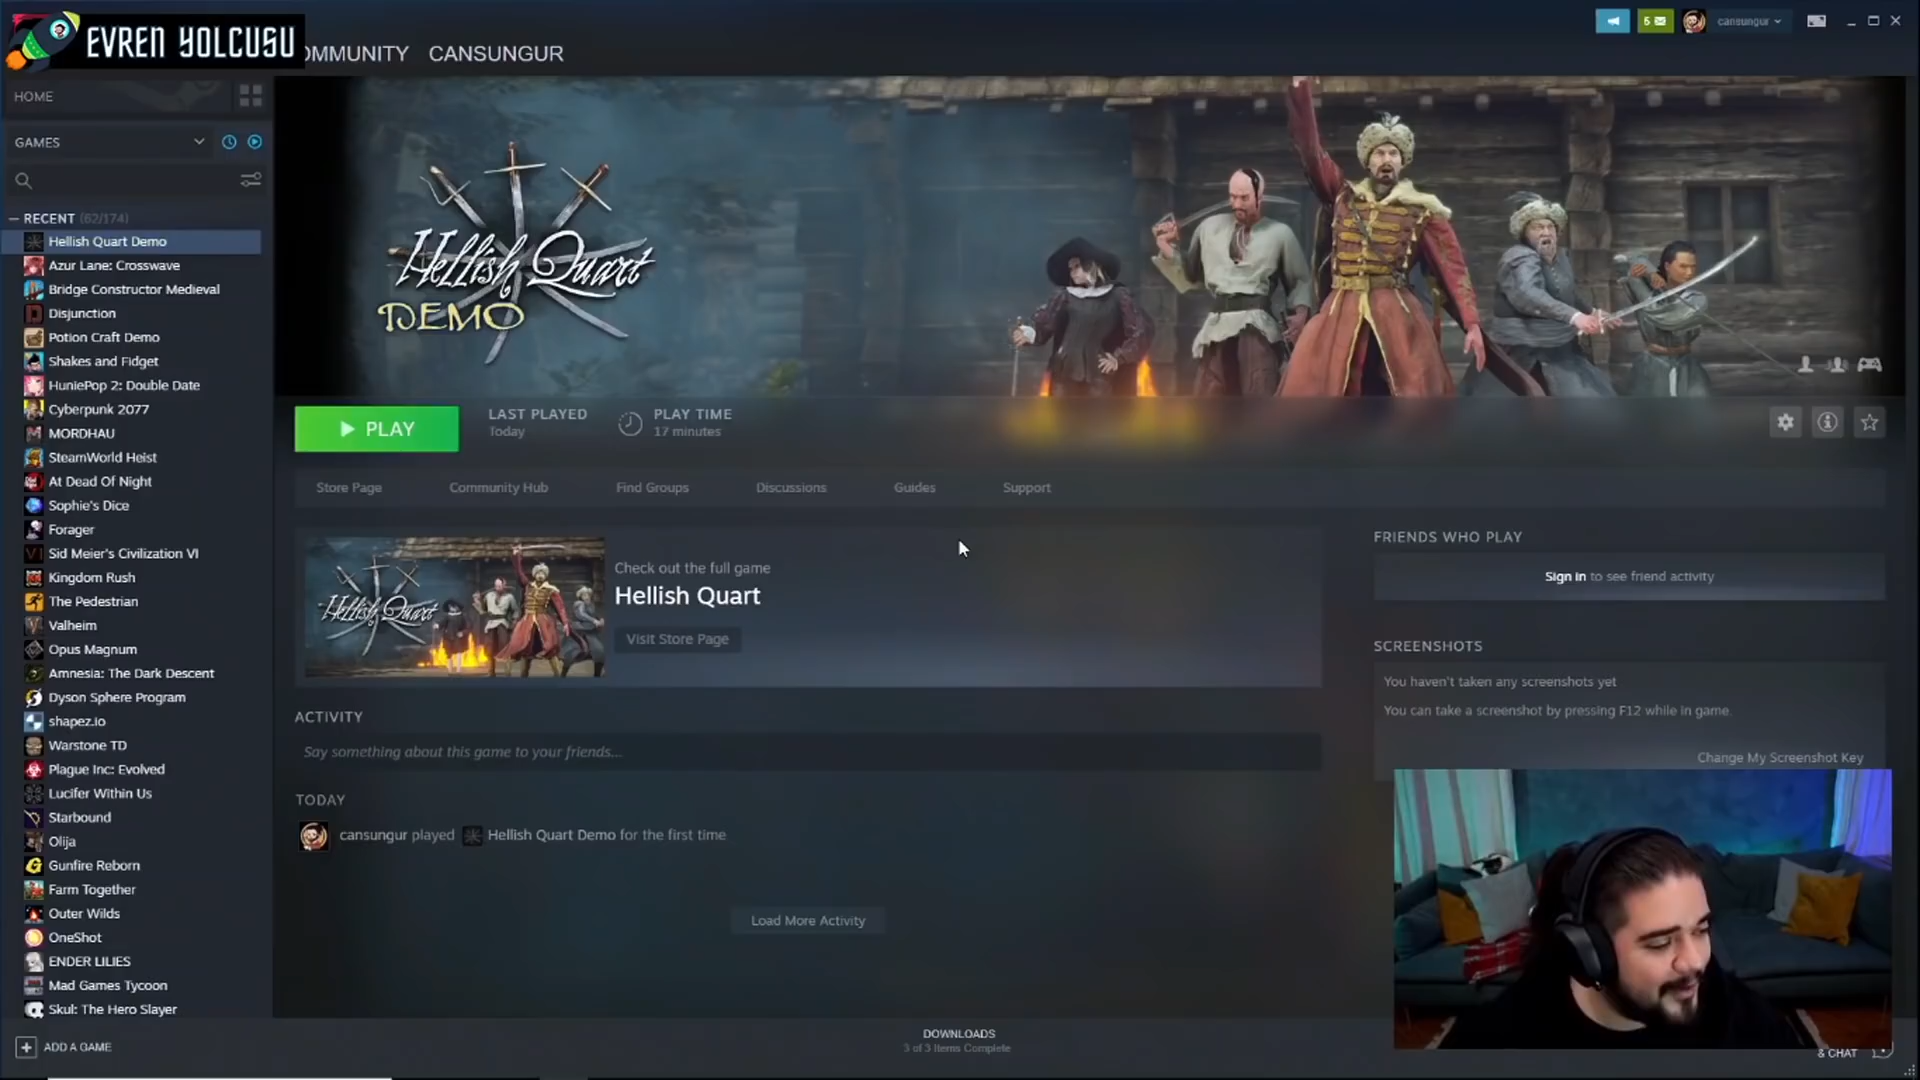 EVREN YOLCUSU
OMMUNITY CANSUNGUR
5
cansungur
HOME
GAMES
RECENT (62/174)
Hellish Quart Demo
Azur Lane: Crosswave
Bridge Constructor Medieval
Disjunction
Potion Craft Demo
Shakes and Fidget
HuniePop 2: Double Date
Cyberpunk 2077
MORDHAU
SteamWorld Heist
At Dead Of Night
Sophie's Dice
Forager
Sid Meier's Civilization VI
Kingdom Rush
The Pedestrian
Valheim
Opus Magnum
Amnesia: The Dark Descent
Dyson Sphere Program
shapez.io
Warstone TD
Plague Inc: Evolved
Lucifer Within Us
Starbound
Olija
Gunfire Reborn
Farm Together
Outer Wilds
OneShot
ENDER LILIES
Mad Games Tycoon
Skul: The Hero Slayer
ADD A GAME
Hellish Quart
DEMO
PLAY
LAST PLAYED
Today
PLAY TIME
17 minutes
Store Page Community Hub Find Groups Discussions Guides Support
Hellish Quart
Check out the full game
Hellish Quart
Visit Store Page
ACTIVITY
Say something about this game to your friends...
TODAY
cansungur played Hellish Quart Demo for the first time
Load More Activity
FRIENDS WHO PLAY
Sign in to see friend activity
SCREENSHOTS
You haven't taken any screenshots yet
You can take a screenshot by pressing F12 while in game.
Change My Screenshot Key
DOWNLOADS
3 of 3 Items Complete
& CHAT